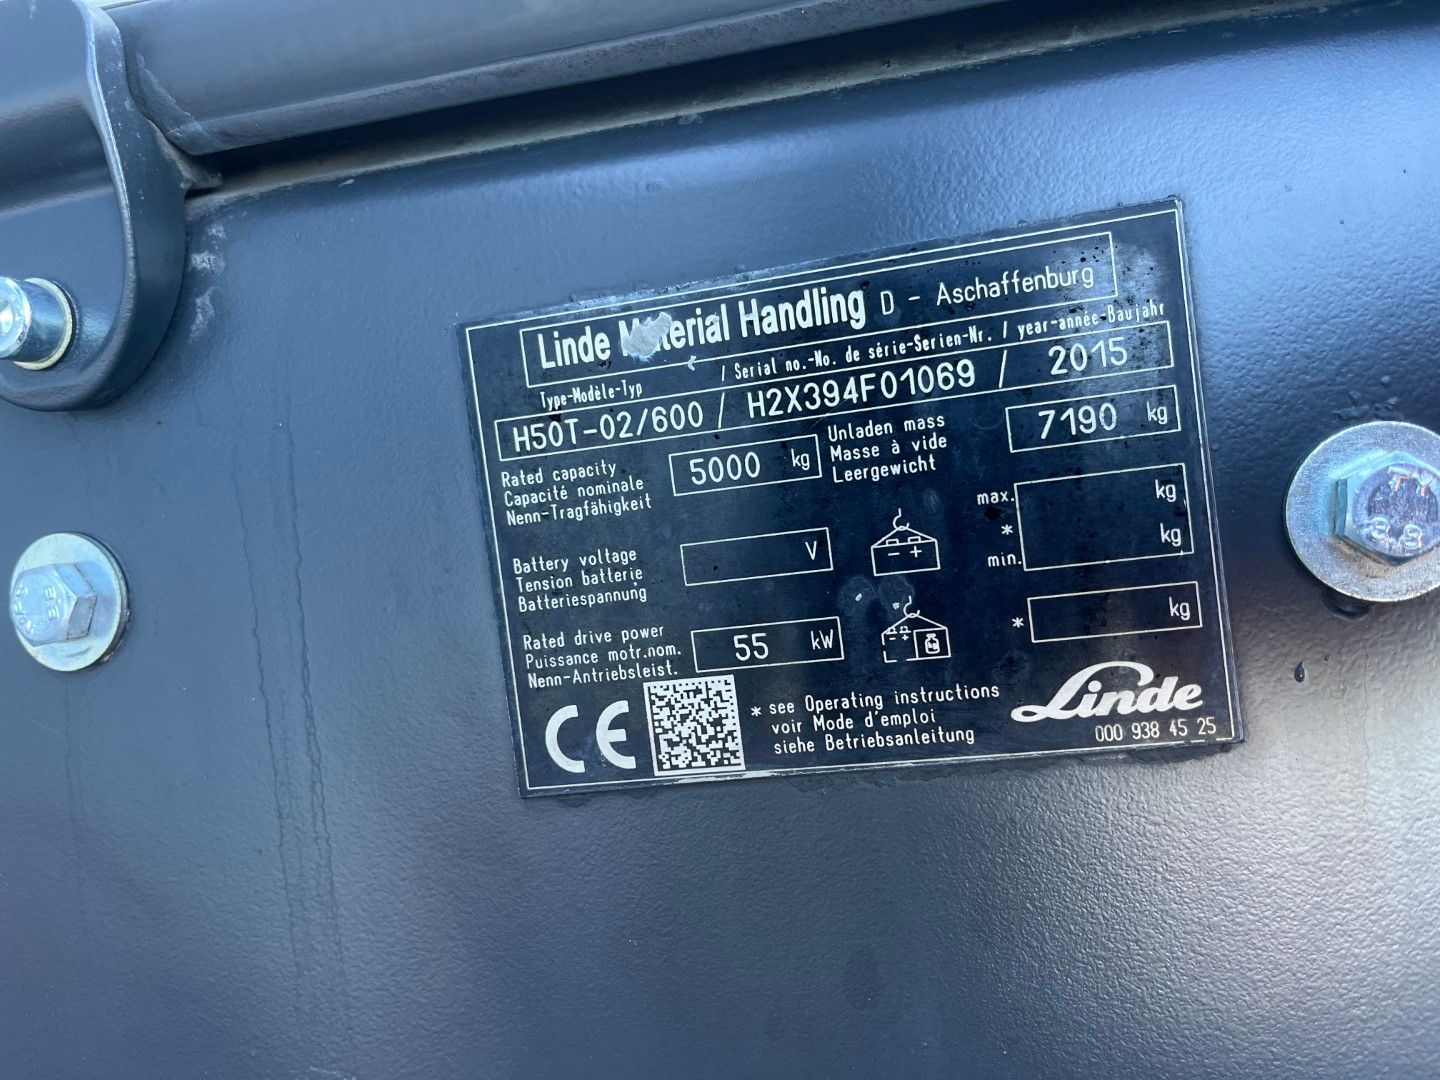 Linde Material Handling D - Aschaffenburg
Type-Modèle-Typ / Serial no.-No. de série-Serien-Nr. / year-année-Baujahr
H50T-02/600 / H2X394F01069 / 2015
Rated capacity
Capacité nominale
Nenn-Tragfähigkeit
5000 kg
Unladen mass
Masse à vide
Leergewicht
7190 kg
Battery voltage
Tension batterie
Batteriespannung
V
max. kg
*
min. kg
Rated drive power
Puissance motr.nom.
Nenn-Antriebsleist.
55 kW
* kg
CE
* see Operating instructions
voir Mode d'emploi
siehe Betriebsanleitung
Linde
000 938 45 25
8.8